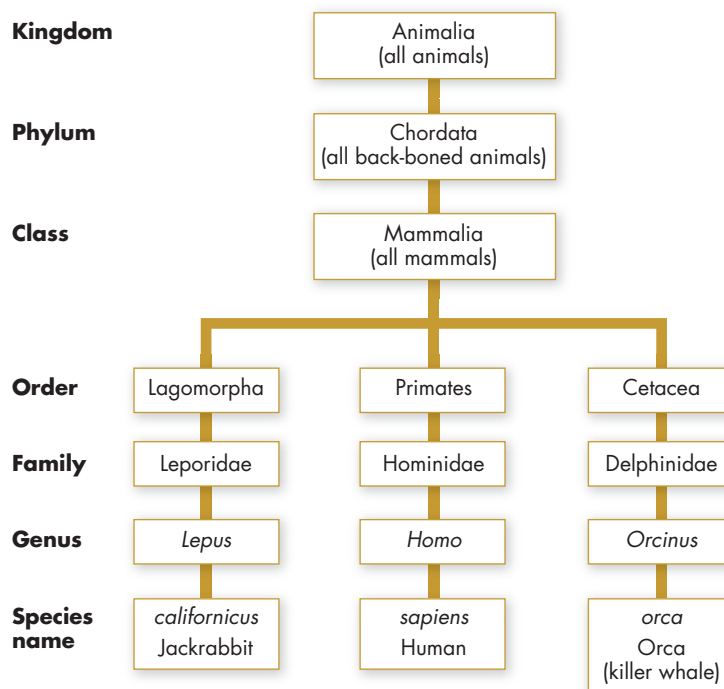 Kingdom
Animalia
(all animals)
Phylum
Chordata
(all back-boned animals)
Class
Mammalia
(all mammals)
Order
Lagomorpha
Primates
Cetacea
Family
Leporidae
Hominidae
Delphinidae
Genus
Lepus
Homo
Orcinus
Species
name
californicus
Jackrabbit
sapiens
Human
orca
Orca
(killer whale)